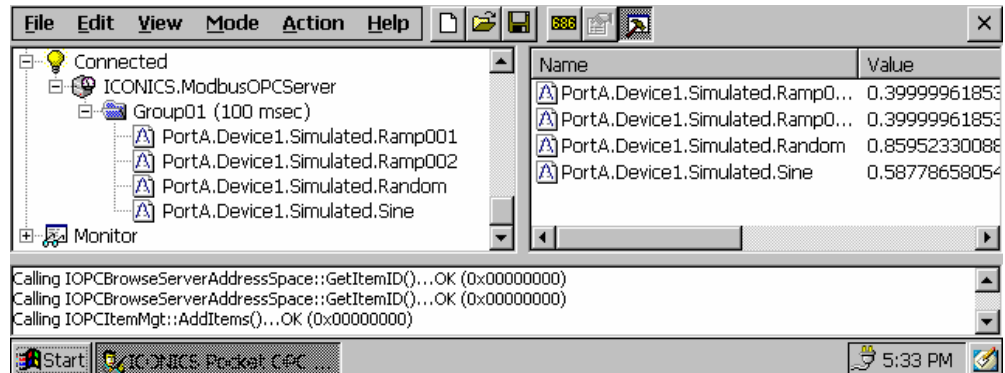 File Edit View Mode Action Help 686
Connected
ICONICS.ModbusOPCServer
Group01 (100 msec)
PortA.Device1.Simulated.Ramp001
PortA.Device1.Simulated.Ramp002
PortA.Device1.Simulated.Random
PortA.Device1.Simulated.Sine
Monitor
Name Value
PortA.Device1.Simulated.Ramp0... 0.39999961853
PortA.Device1.Simulated.Ramp0... 0.39999961853
PortA.Device1.Simulated.Random 0.85952330088
PortA.Device1.Simulated.Sine 0.58778658054
Calling IOPCBrowseServerAddressSpace::GetItemID()...OK (0x00000000)
Calling IOPCBrowseServerAddressSpace::GetItemID()...OK (0x00000000)
Calling IOPCItemMgt::AddItems()...OK (0x00000000)
Start ICONICS Pocket OPC ... 5:33 PM